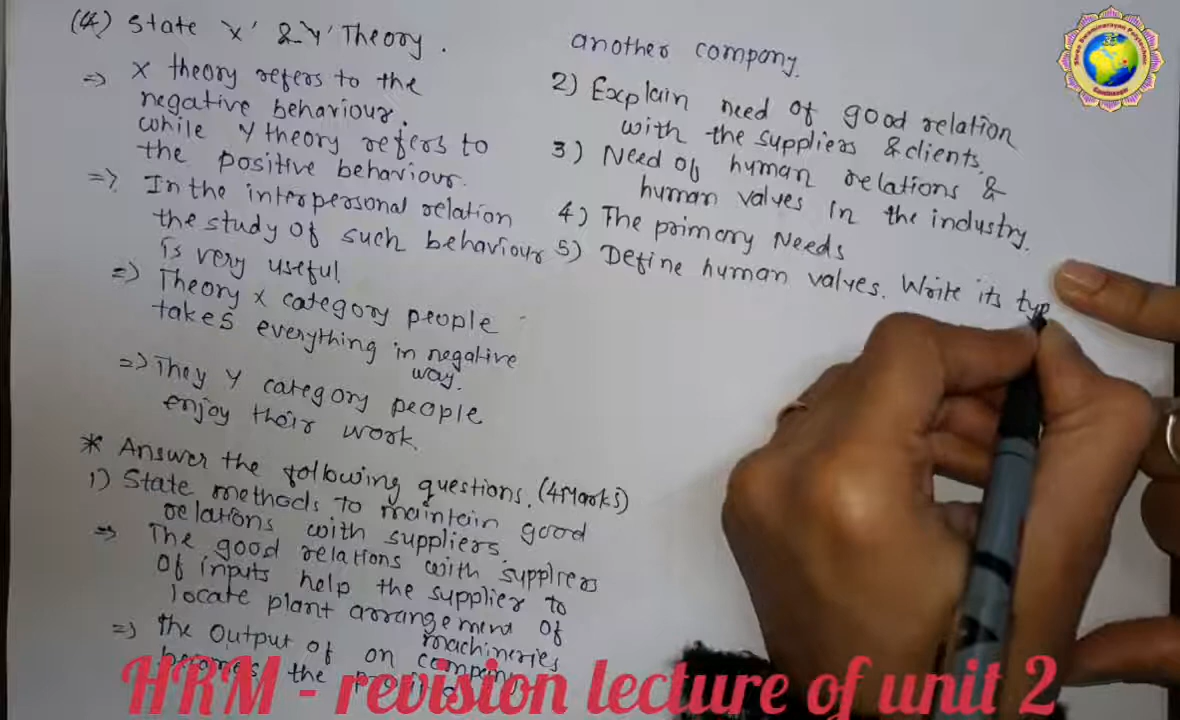 (4) State 'X' & 'Y' Theory.
=> X theory refers to the
negative behaviour.
while Y theory refers to
the positive behaviour.
=> In the interpersonal relation
the study of such behaviour
is very useful
=> Theory X category people
takes everything in negative
way.
=> They Y category people
enjoy their work.
* Answer the following questions. (4 Marks)
1) State methods to maintain good
relations with suppliers.
=> The good relations with suppliers
of inputs help the supplier to
locate plant arrangement of
machineries
=> the output of on company
becomes the
another company.
2) Explain need of good relation
with the suppliers & clients.
3) Need of human relations &
human values in the industry.
4) The primary Needs
5) Define human values. Write its typ
HRM - revision lecture of unit 2